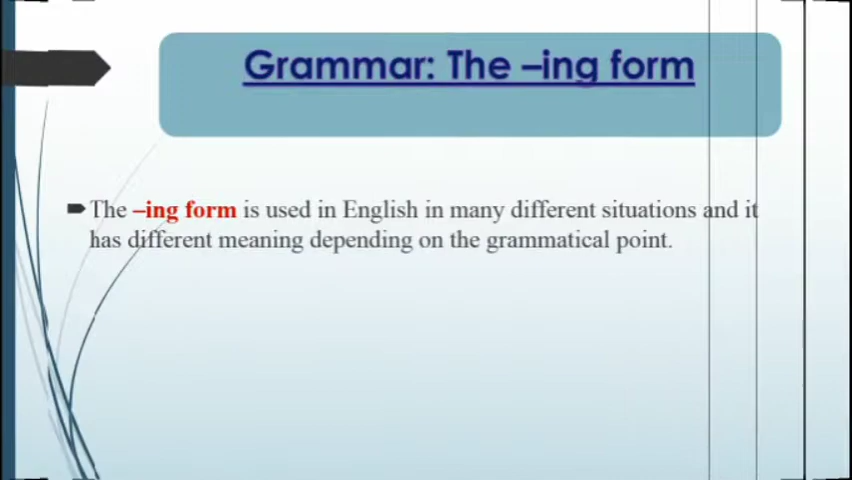 Grammar: The –ing form
The –ing form is used in English in many different situations and it
has different meaning depending on the grammatical point.